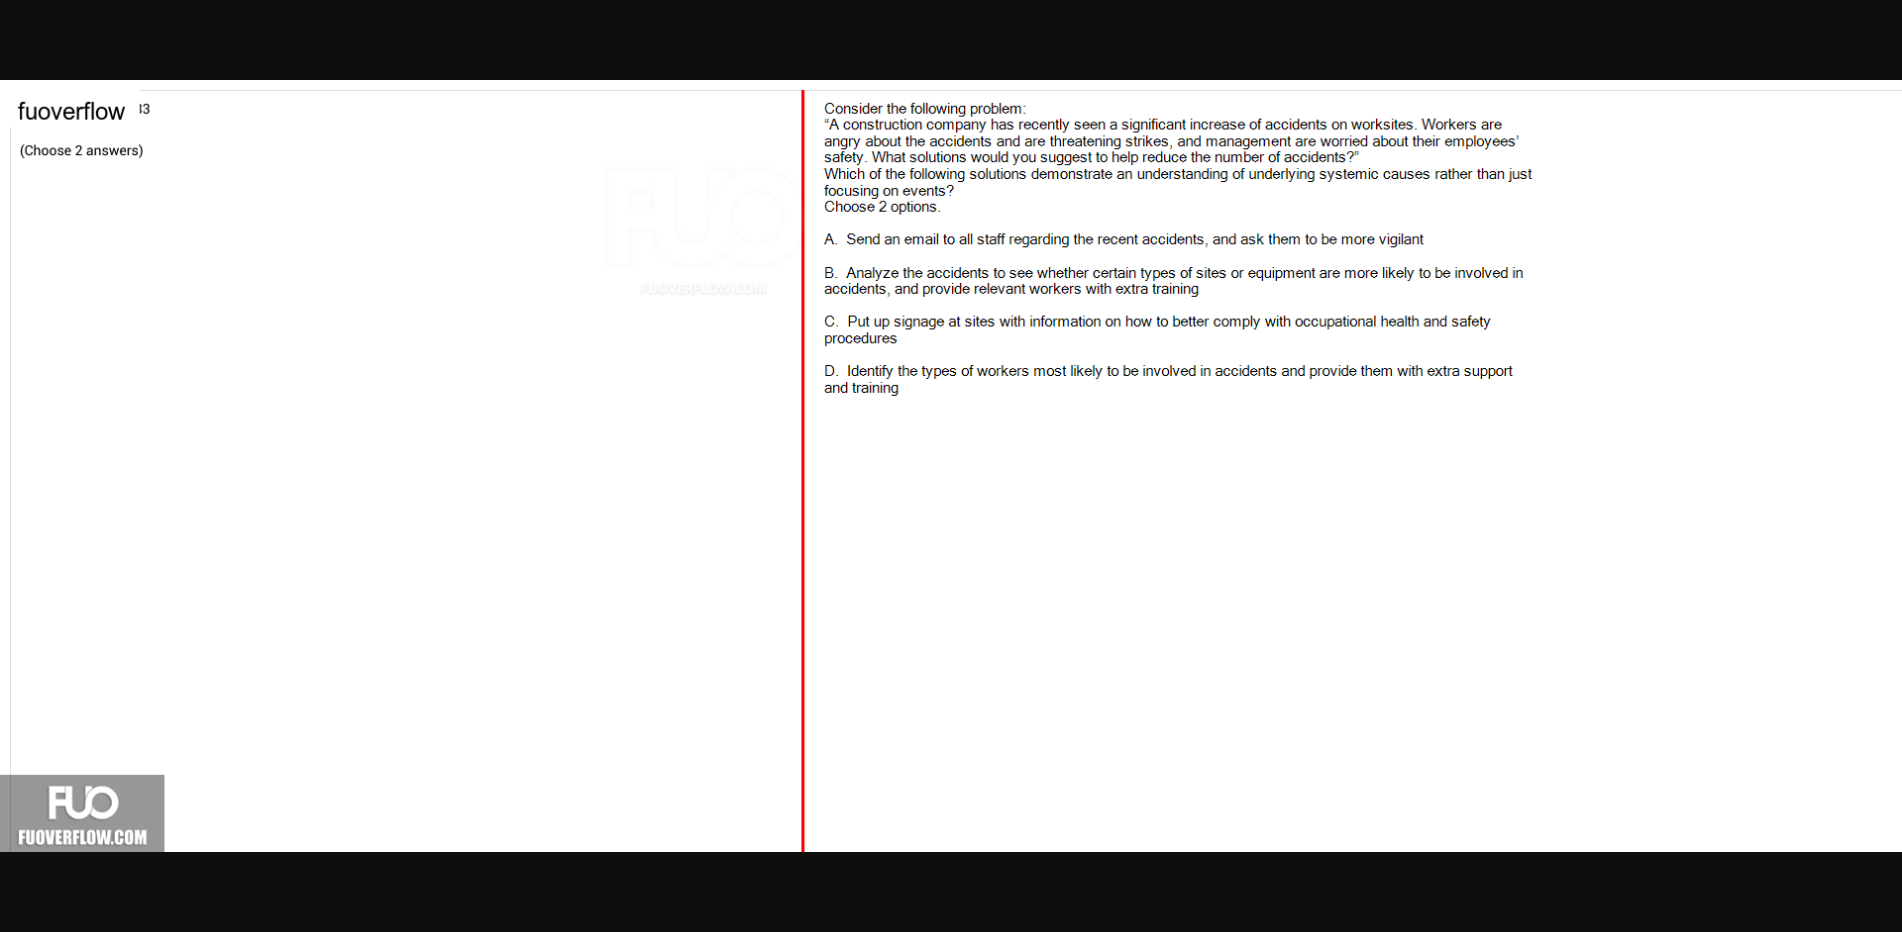 fuoverflow
33
(Choose 2 answers)
FUO
FUOVERFLOW.COM
Consider the following problem:
“A construction company has recently seen a significant increase of accidents on worksites. Workers are
angry about the accidents and are threatening strikes, and management are worried about their employees’
safety. What solutions would you suggest to help reduce the number of accidents?”
Which of the following solutions demonstrate an understanding of underlying systemic causes rather than just
focusing on events?
Choose 2 options.
A.  Send an email to all staff regarding the recent accidents, and ask them to be more vigilant
B.  Analyze the accidents to see whether certain types of sites or equipment are more likely to be involved in
accidents, and provide relevant workers with extra training
C.  Put up signage at sites with information on how to better comply with occupational health and safety
procedures
D.  Identify the types of workers most likely to be involved in accidents and provide them with extra support
and training
FUO
FUOVERFLOW.COM